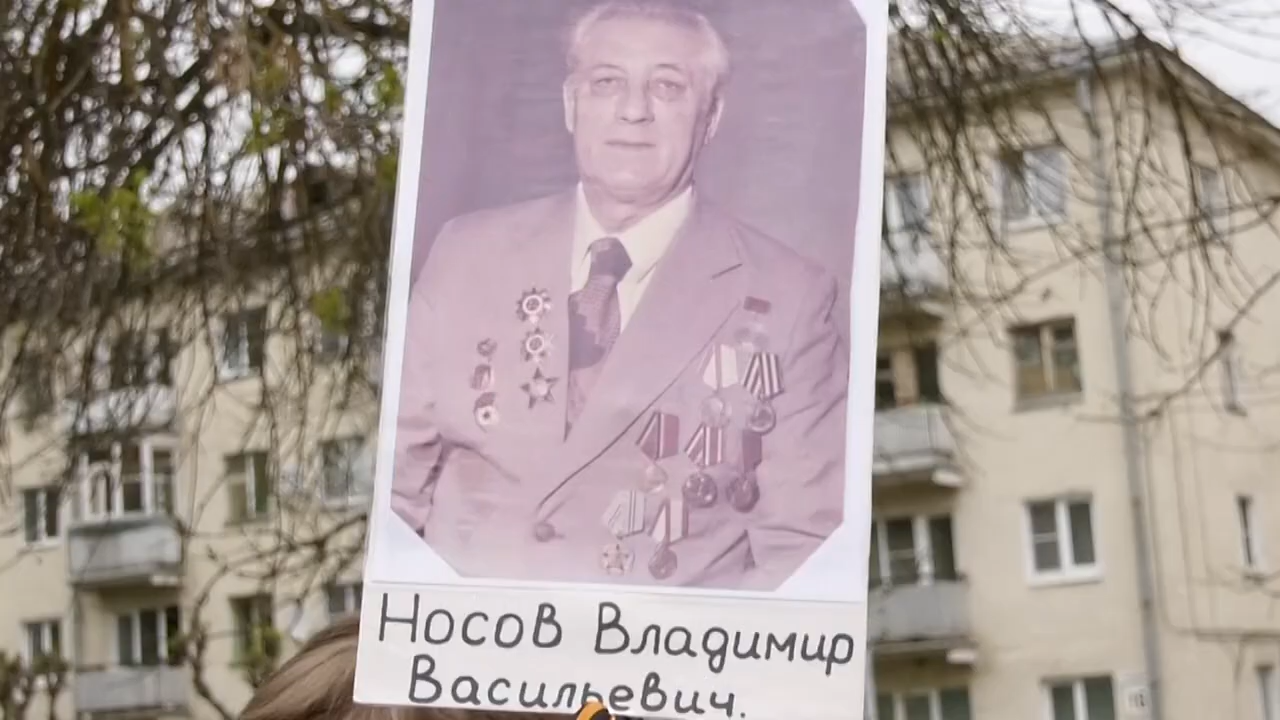 Носов Владимир
Васильевич.